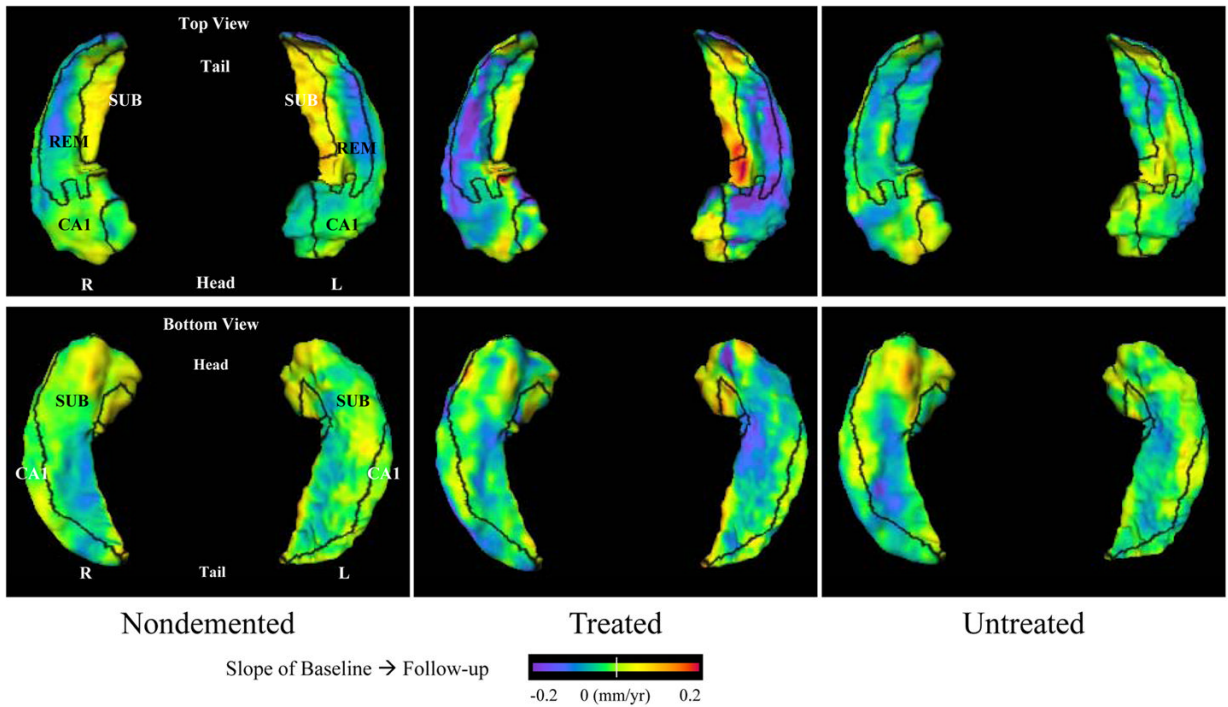 Top View
Tail
SUB
SUB
REM
REM
CA1
CA1
R
Head
L
Bottom View
Head
SUB
SUB
CA1
CA1
R
Tail
L
Nondemented
Treated
Untreated
Slope of Baseline → Follow-up
-0.2 0 (mm/yr) 0.2